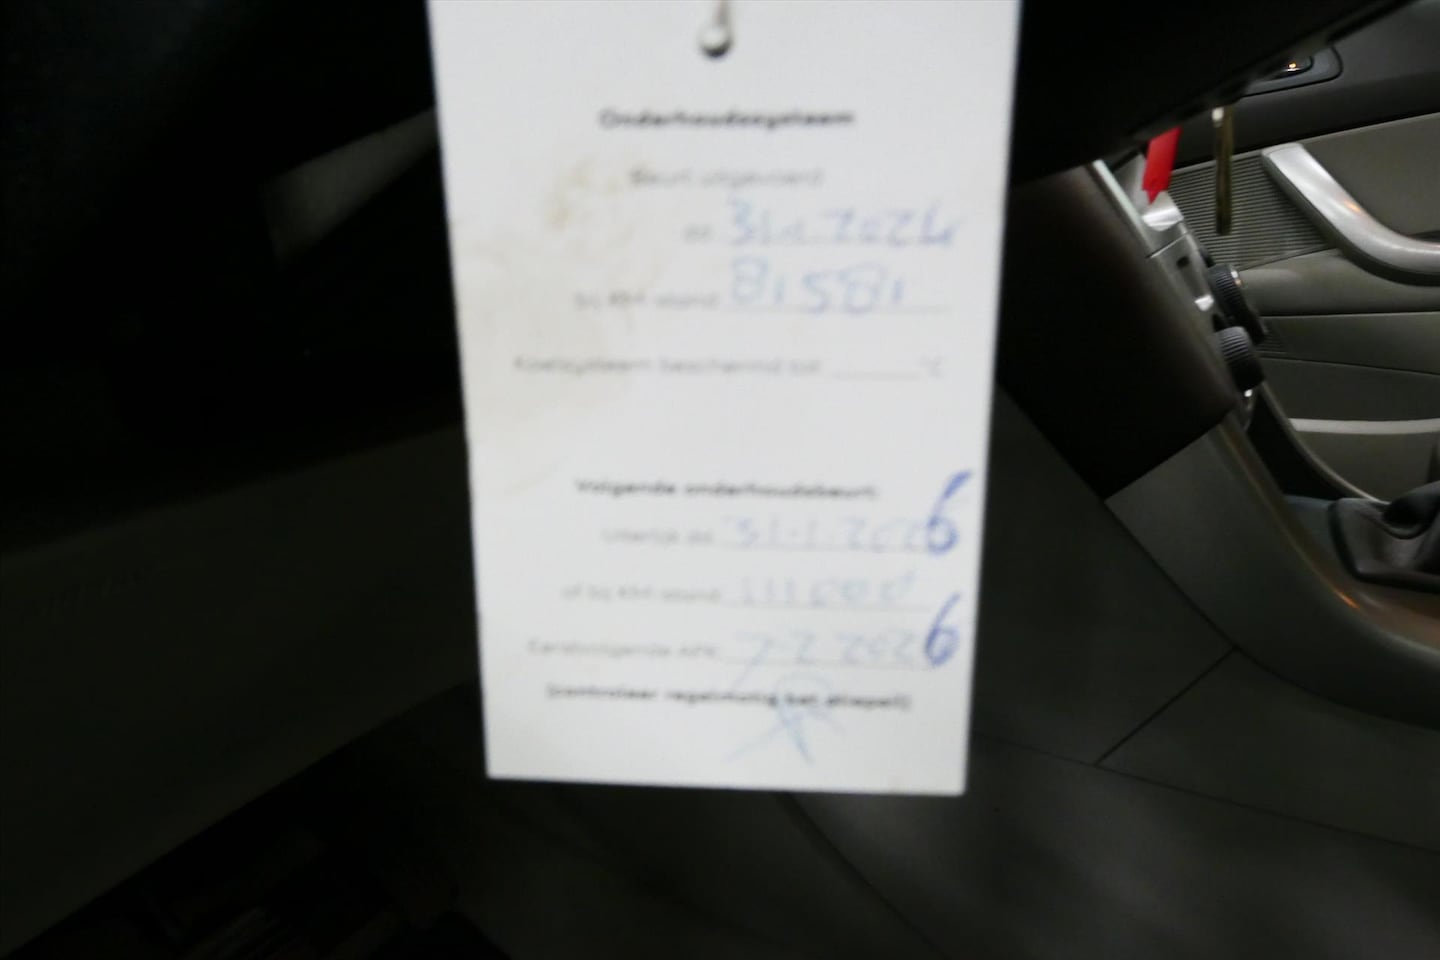 Onderhoudssysteem
Beurt uitgevoerd
op 31-1-2024
bij KM-stand 81581
Koelsysteem beschermd tot ______°C
Volgende onderhoudsbeurt:
Uiterlijk op 31-1-2026
of bij KM-stand 111000
Eerstvolgende APK 7-2 2026
(controleer regelmatig het oliepeil)